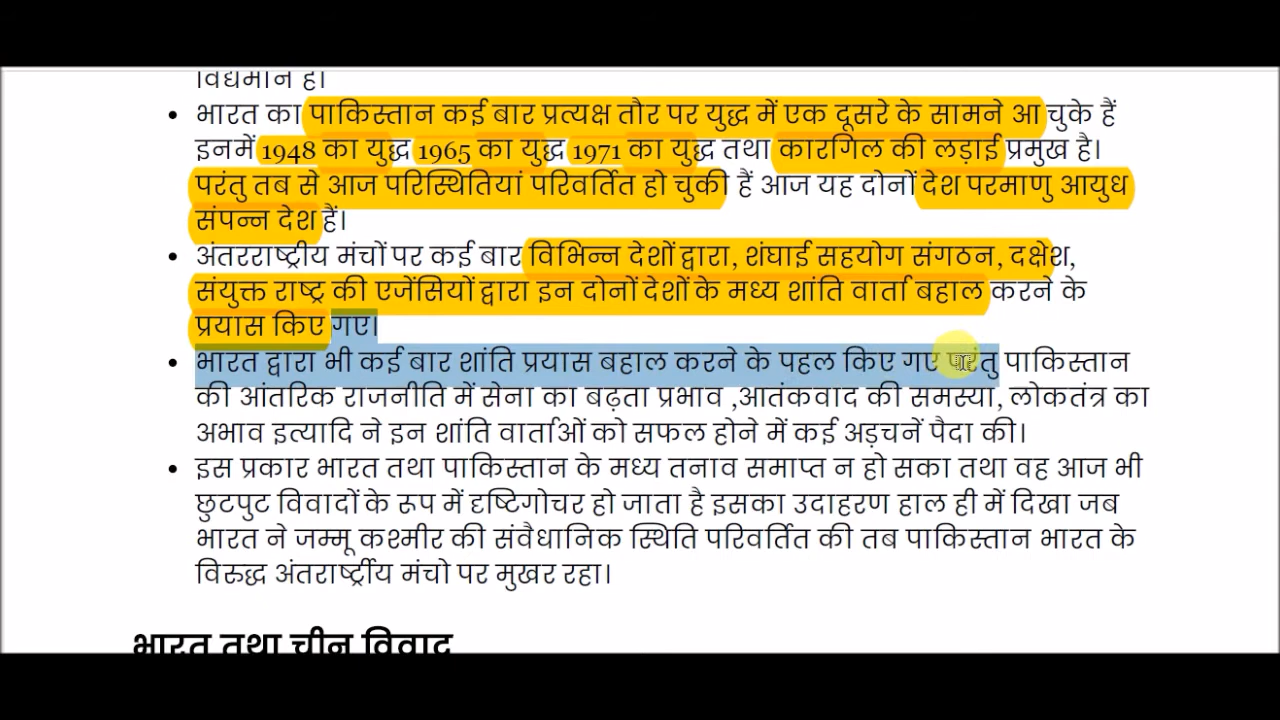 विद्यमान है।
• भारत का पाकिस्तान कई बार प्रत्यक्ष तौर पर युद्ध में एक दूसरे के सामने आ चुके हैं
इनमें 1948 का युद्ध 1965 का युद्ध 1971 का युद्ध तथा कारगिल की लड़ाई प्रमुख है।
परंतु तब से आज परिस्थितियां परिवर्तित हो चुकी हैं आज यह दोनों देश परमाणु आयुध
संपन्न देश हैं।
• अंतरराष्ट्रीय मंचों पर कई बार विभिन्न देशों द्वारा, शंघाई सहयोग संगठन, दक्षेश,
संयुक्त राष्ट्र की एजेंसियों द्वारा इन दोनों देशों के मध्य शांति वार्ता बहाल करने के
प्रयास किए गए।
• भारत द्वारा भी कई बार शांति प्रयास बहाल करने के पहल किए गए परंतु पाकिस्तान
की आंतरिक राजनीति में सेना का बढ़ता प्रभाव ,आतंकवाद की समस्या, लोकतंत्र का
अभाव इत्यादि ने इन शांति वार्ताओं को सफल होने में कई अड़चनें पैदा की।
• इस प्रकार भारत तथा पाकिस्तान के मध्य तनाव समाप्त न हो सका तथा वह आज भी
छुटपुट विवादों के रूप में दृष्टिगोचर हो जाता है इसका उदाहरण हाल ही में दिखा जब
भारत ने जम्मू कश्मीर की संवैधानिक स्थिति परिवर्तित की तब पाकिस्तान भारत के
विरुद्ध अंतरार्ष्ट्रीय मंचो पर मुखर रहा।
भारत तथा चीन विवाद